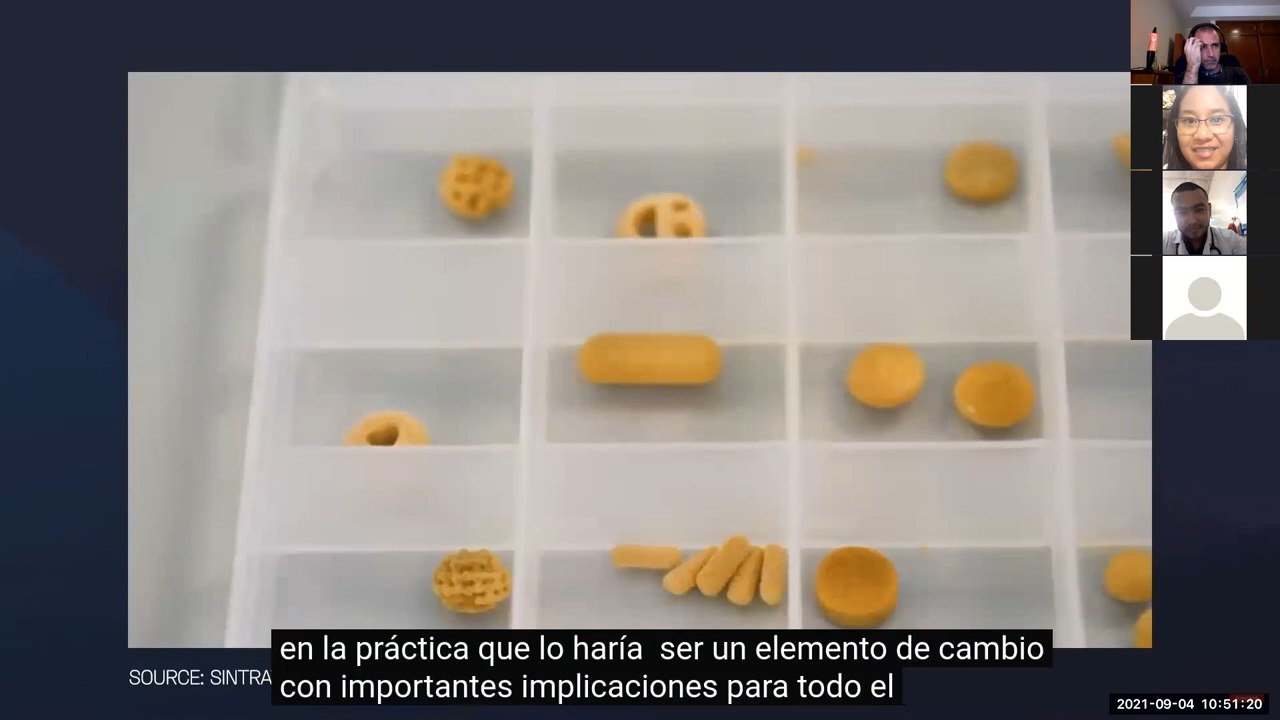 SOURCE: SINTRA
en la práctica que lo haría  ser un elemento de cambio
con importantes implicaciones para todo el
2021-09-04 10:51:20